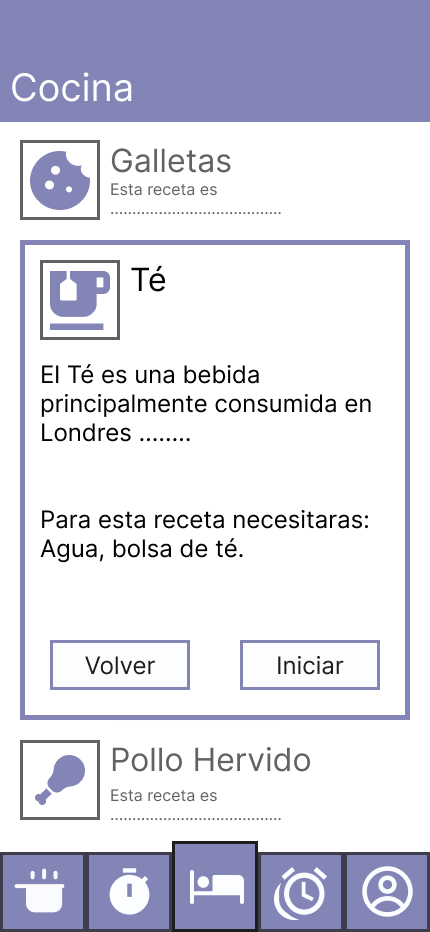 Cocina
Galletas
Esta receta es
.......................................
Té
El Té es una bebida
principalmente consumida en
Londres ........
Para esta receta necesitaras:
Agua, bolsa de té.
Volver
Iniciar
Pollo Hervido
Esta receta es
.......................................